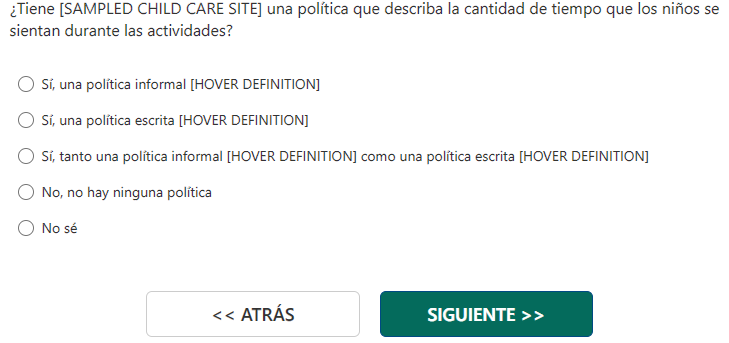 ¿Tiene [SAMPLED CHILD CARE SITE] una política que describa la cantidad de tiempo que los niños se
sientan durante las actividades?
Sí, una política informal [HOVER DEFINITION]
Sí, una política escrita [HOVER DEFINITION]
Sí, tanto una política informal [HOVER DEFINITION] como una política escrita [HOVER DEFINITION]
No, no hay ninguna política
No sé
<< ATRÁS
SIGUIENTE >>